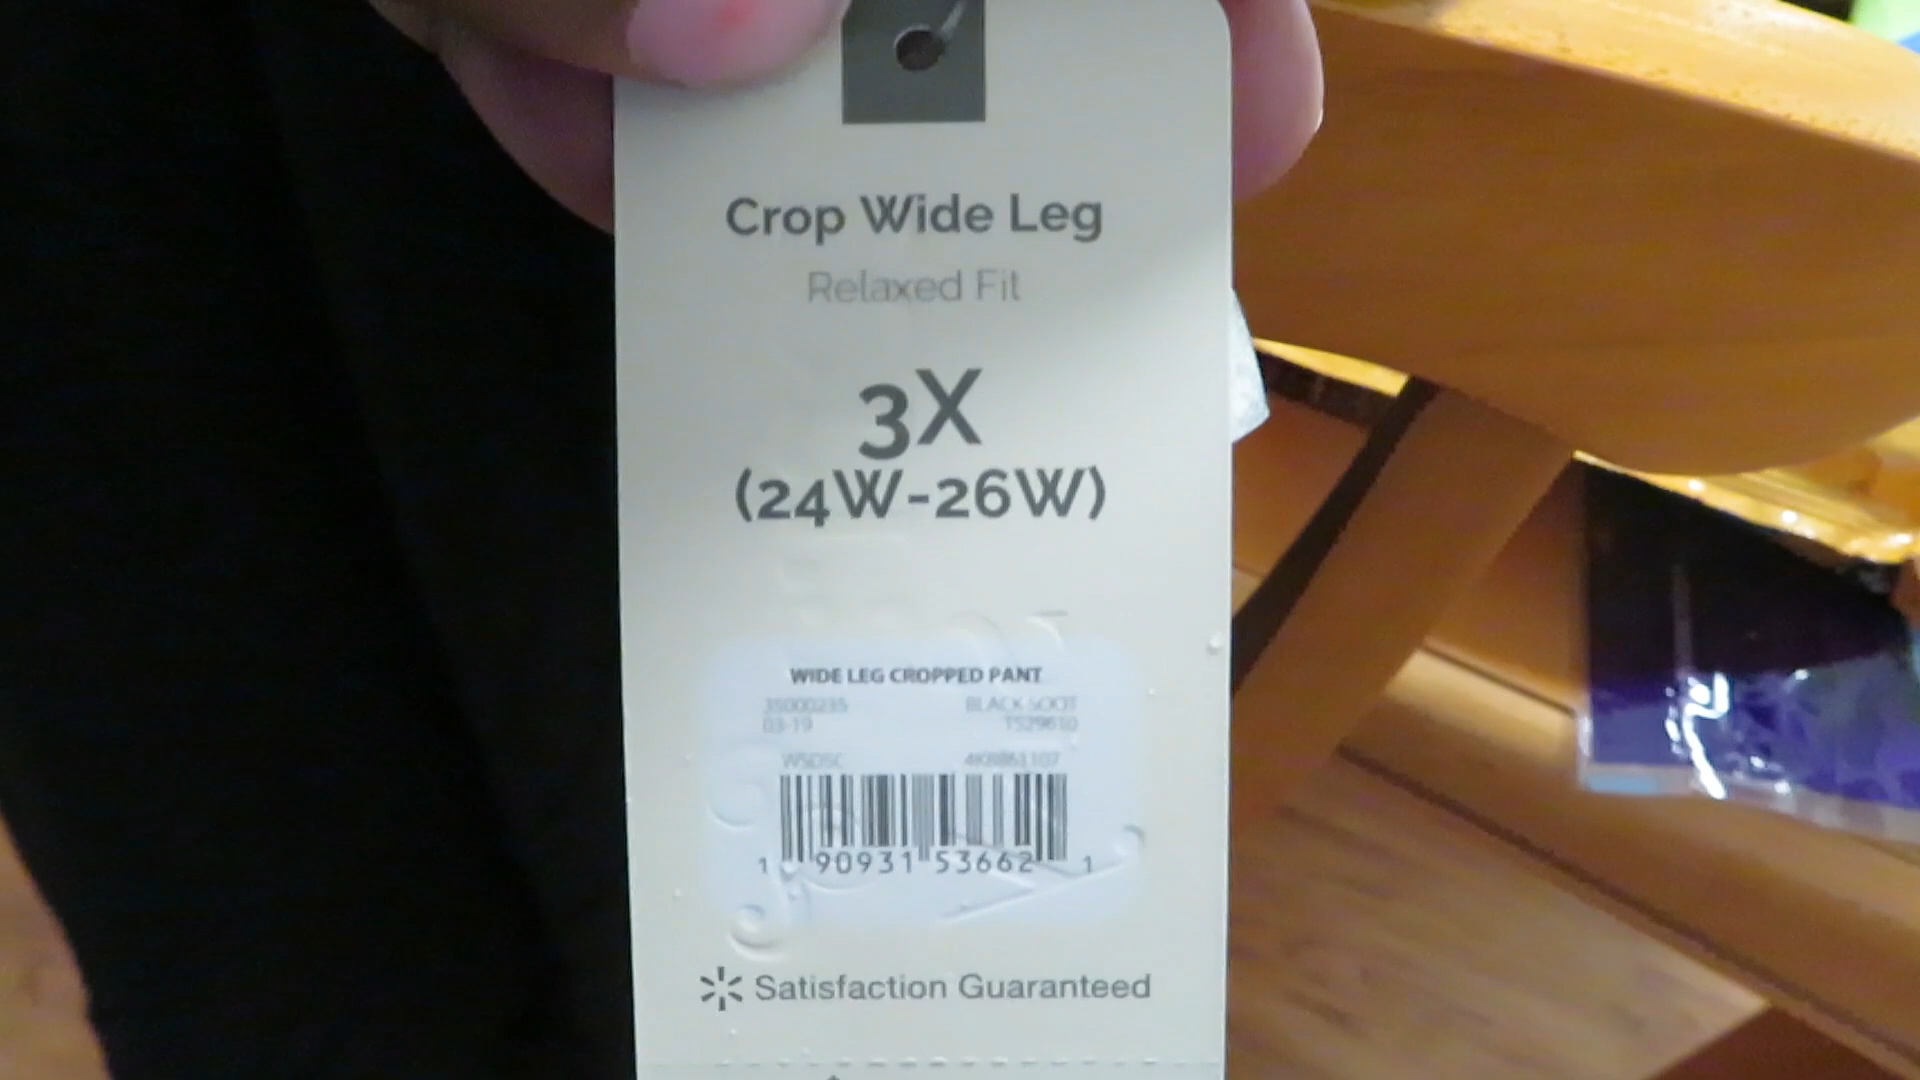 Crop Wide Leg
Relaxed Fit
3X
(24W-26W)
WIDE LEG CROPPED PANT
35000235 BLACK SOOT
03-19 TS29610
WSDSC
1 90931 53662 1
Satisfaction Guaranteed